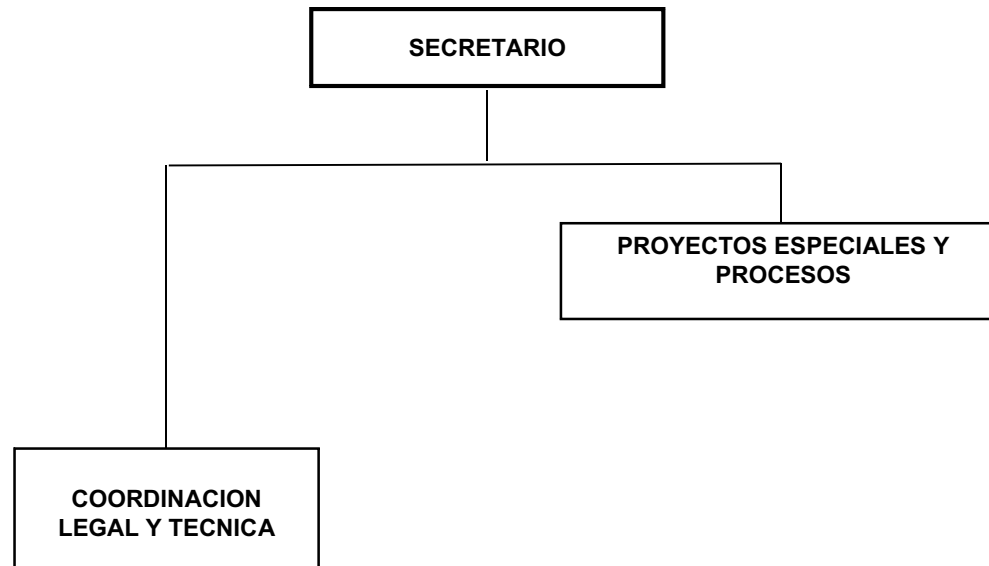 SECRETARIO
PROYECTOS ESPECIALES Y
PROCESOS
COORDINACION
LEGAL Y TECNICA